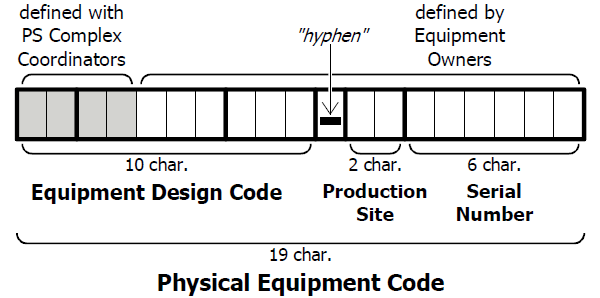 defined with
PS Complex
Coordinators
"hyphen"
defined by
Equipment
Owners
10 char.
Equipment Design Code
2 char.
Production
Site
6 char.
Serial
Number
19 char.
Physical Equipment Code